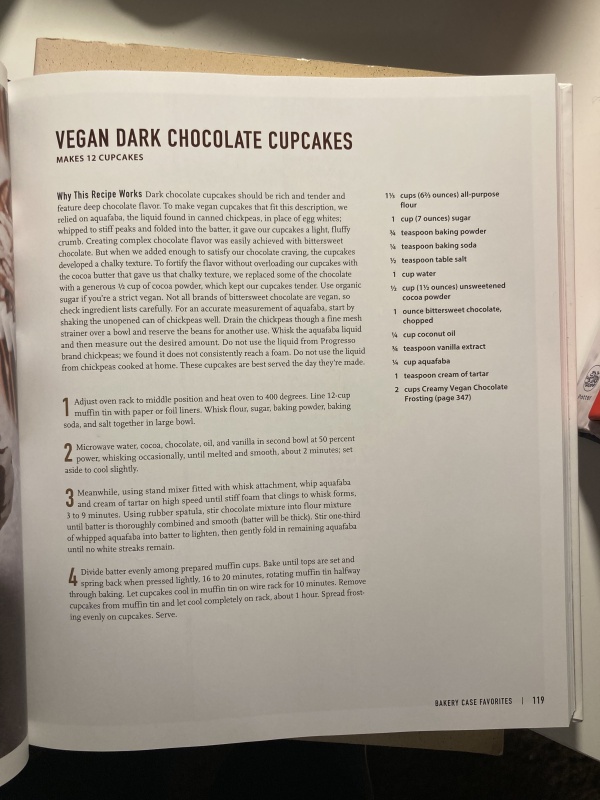 VEGAN DARK CHOCOLATE CUPCAKES
MAKES 12 CUPCAKES
Why This Recipe Works Dark chocolate cupcakes should be rich and tender and
feature deep chocolate flavor. To make vegan cupcakes that fit this description, we
relied on aquafaba, the liquid found in canned chickpeas, in place of egg whites;
whipped to stiff peaks and folded into the batter, it gave our cupcakes a light, fluffy
crumb. Creating complex chocolate flavor was easily achieved with bittersweet
chocolate. But when we added enough to satisfy our chocolate craving, the cupcakes
developed a chalky texture. To fortify the flavor without overloading our cupcakes with
the cocoa butter that gave us that chalky texture, we replaced some of the chocolate
with a generous ½ cup of cocoa powder, which kept our cupcakes tender. Use organic
sugar if you're a strict vegan. Not all brands of bittersweet chocolate are vegan, so
check ingredient lists carefully. For an accurate measurement of aquafaba, start by
shaking the unopened can of chickpeas well. Drain the chickpeas though a fine mesh
strainer over a bowl and reserve the beans for another use. Whisk the aquafaba liquid
and then measure out the desired amount. Do not use the liquid from Progresso
brand chickpeas; we found it does not consistently reach a foam. Do not use the liquid
from chickpeas cooked at home. These cupcakes are best served the day they're made.
1 Adjust oven rack to middle position and heat oven to 400 degrees. Line 12-cup
muffin tin with paper or foil liners. Whisk flour, sugar, baking powder, baking
soda, and salt together in large bowl.
2 Microwave water, cocoa, chocolate, oil, and vanilla in second bowl at 50 percent
power, whisking occasionally, until melted and smooth, about 2 minutes; set
aside to cool slightly.
3 Meanwhile, using stand mixer fitted with whisk attachment, whip aquafaba
and cream of tartar on high speed until stiff foam that clings to whisk forms,
3 to 9 minutes. Using rubber spatula, stir chocolate mixture into flour mixture
until batter is thoroughly combined and smooth (batter will be thick). Stir one-third
of whipped aquafaba into batter to lighten, then gently fold in remaining aquafaba
until no white streaks remain.
4 Divide batter evenly among prepared muffin cups. Bake until tops are set and
spring back when pressed lightly, 16 to 20 minutes, rotating muffin tin halfway
through baking. Let cupcakes cool in muffin tin on wire rack for 10 minutes. Remove
cupcakes from muffin tin and let cool completely on rack, about 1 hour. Spread frost-
ing evenly on cupcakes. Serve.
1⅓ cups (6⅔ ounces) all-purpose
flour
1 cup (7 ounces) sugar
¾ teaspoon baking powder
¼ teaspoon baking soda
½ teaspoon table salt
1 cup water
½ cup (1½ ounces) unsweetened
cocoa powder
1 ounce bittersweet chocolate,
chopped
¼ cup coconut oil
¾ teaspoon vanilla extract
¼ cup aquafaba
1 teaspoon cream of tartar
2 cups Creamy Vegan Chocolate
Frosting (page 347)
BAKERY CASE FAVORITES | 119